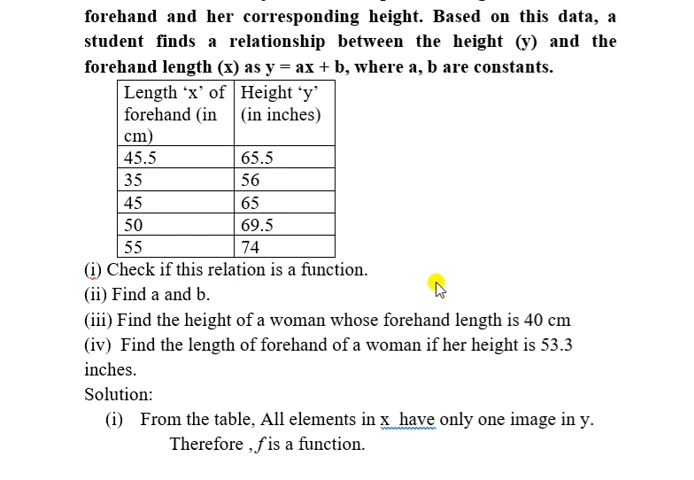 forehand and her corresponding height. Based on this data, a
student finds a relationship between the height (y) and the
forehand length (x) as y = ax + b, where a, b are constants.
Length ‘x’ of forehand (in cm) Height ‘y’ (in inches)
45.5 65.5
35 56
45 65
50 69.5
55 74
(i) Check if this relation is a function.
(ii) Find a and b.
(iii) Find the height of a woman whose forehand length is 40 cm
(iv) Find the length of forehand of a woman if her height is 53.3
inches.
Solution:
(i) From the table, All elements in x have only one image in y.
Therefore , f is a function.